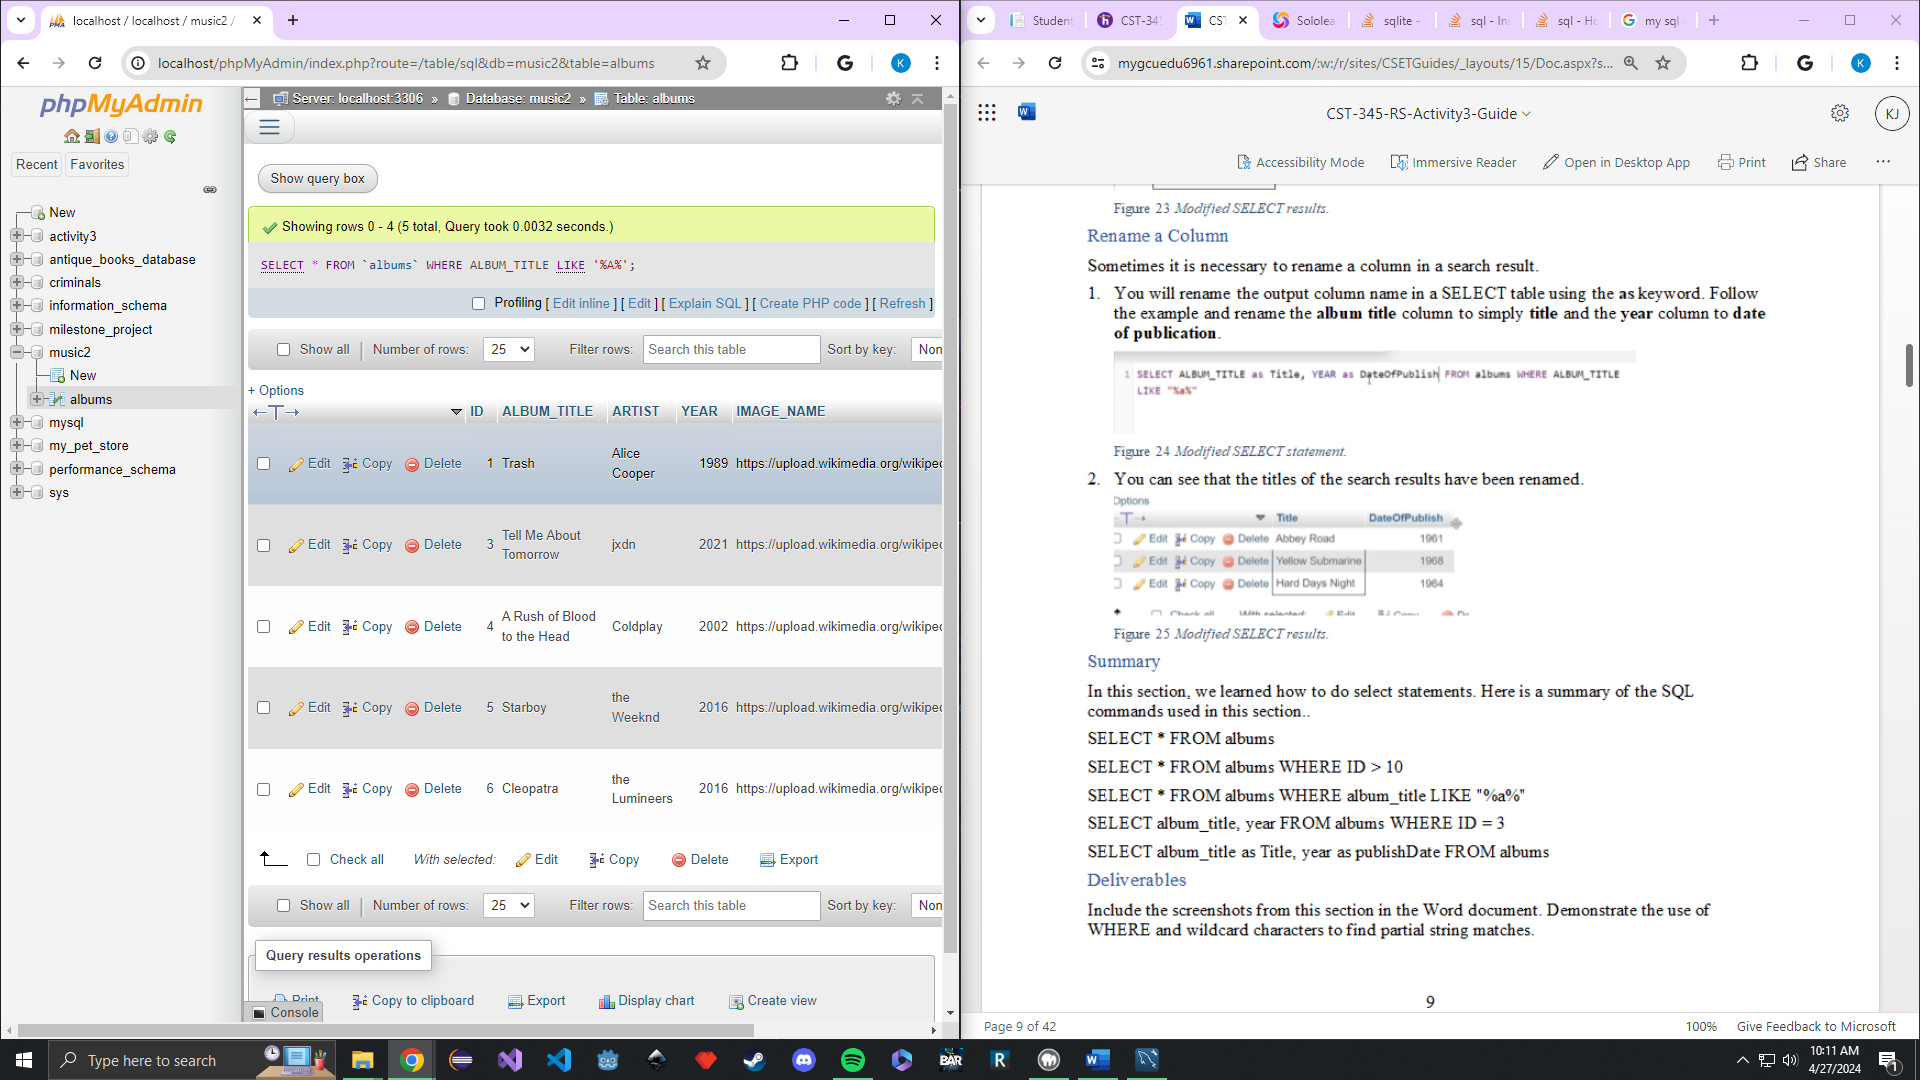 localhost / localhost / music2 /
localhost/phpMyAdmin/index.php?route=/table/sql&db=music2&table=albums
phpMyAdmin
Recent
Favorites
New
activity3
antique_books_database
criminals
information_schema
milestone_project
music2
New
albums
mysql
my_pet_store
performance_schema
sys
Server: localhost:3306 » Database: music2 » Table: albums
Show query box
Showing rows 0 - 4 (5 total, Query took 0.0032 seconds.)
SELECT * FROM `albums` WHERE ALBUM_TITLE LIKE '%A%';
Profiling [ Edit inline ] [ Edit ] [ Explain SQL ] [ Create PHP code ] [ Refresh ]
Show all Number of rows: 25 Filter rows: Search this table Sort by key: Non
+ Options
ID ALBUM_TITLE ARTIST YEAR IMAGE_NAME
Edit Copy Delete 1 Trash Alice Cooper 1989 https://upload.wikimedia.org/wikiped
Edit Copy Delete 3 Tell Me About Tomorrow jxdn 2021 https://upload.wikimedia.org/wikiped
Edit Copy Delete 4 A Rush of Blood to the Head Coldplay 2002 https://upload.wikimedia.org/wikiped
Edit Copy Delete 5 Starboy the Weeknd 2016 https://upload.wikimedia.org/wikiped
Edit Copy Delete 6 Cleopatra the Lumineers 2016 https://upload.wikimedia.org/wikiped
Check all With selected: Edit Copy Delete Export
Show all Number of rows: 25 Filter rows: Search this table Sort by key: Non
Query results operations
Print Copy to clipboard Export Display chart Create view
Console
Student
CST-345
CST
Sololea
sqlite -
sql - In
sql - Ho
my sql
mygcuedu6961.sharepoint.com/:w:/r/sites/CSETGuides/_layouts/15/Doc.aspx?s...
K
K
CST-345-RS-Activity3-Guide
KJ
Accessibility Mode Immersive Reader Open in Desktop App Print Share
Figure 23 Modified SELECT results.
Rename a Column
Sometimes it is necessary to rename a column in a search result.
1. You will rename the output column name in a SELECT table using the as keyword. Follow
the example and rename the album title column to simply title and the year column to date
of publication.
1 SELECT ALBUM_TITLE as Title, YEAR as DateOfPublish FROM albums WHERE ALBUM_TITLE
LIKE "%a%"
Figure 24 Modified SELECT statement.
2. You can see that the titles of the search results have been renamed.
Options
Title DateOfPublish
Edit Copy Delete Abbey Road 1961
Edit Copy Delete Yellow Submarine 1968
Edit Copy Delete Hard Days Night 1964
Check all With selected: Edit
Figure 25 Modified SELECT results.
Summary
In this section, we learned how to do select statements. Here is a summary of the SQL
commands used in this section..
SELECT * FROM albums
SELECT * FROM albums WHERE ID > 10
SELECT * FROM albums WHERE album_title LIKE "%a%"
SELECT album_title, year FROM albums WHERE ID = 3
SELECT album_title as Title, year as publishDate FROM albums
Deliverables
Include the screenshots from this section in the Word document. Demonstrate the use of
WHERE and wildcard characters to find partial string matches.
9
Page 9 of 42
100% Give Feedback to Microsoft
Type here to search
BAR
R
10:11 AM
4/27/2024
1